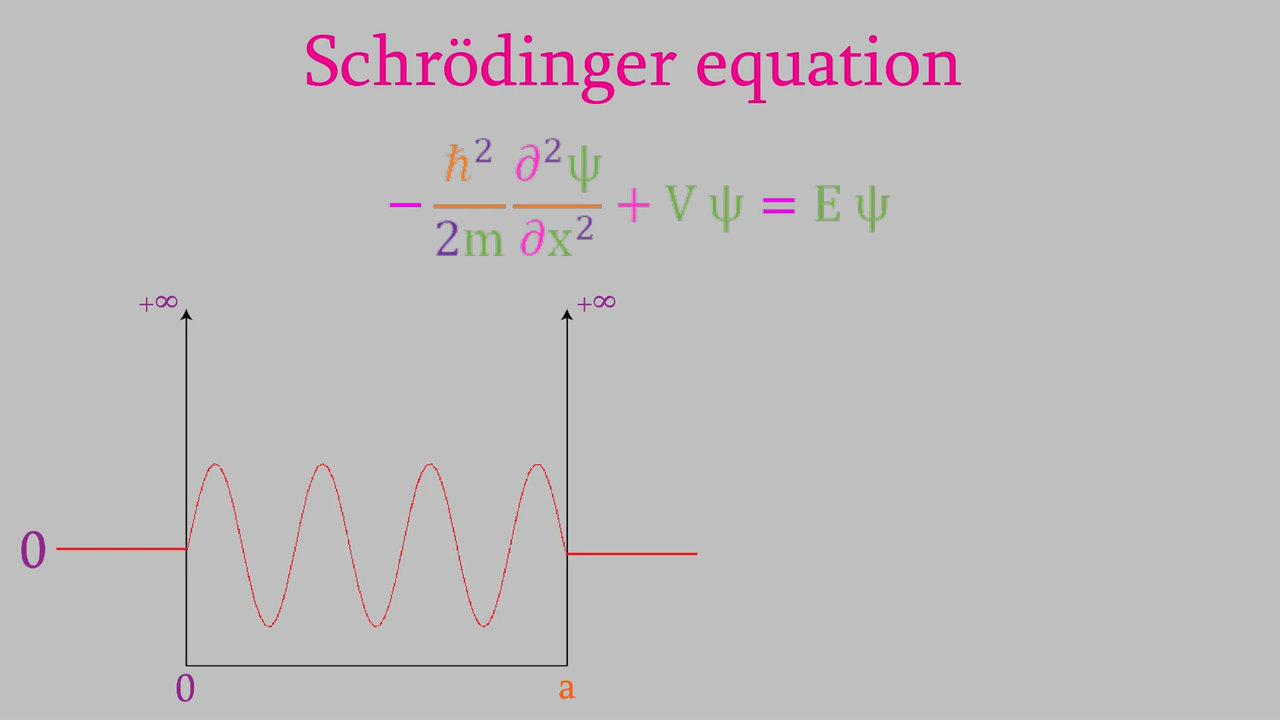 Schrödinger equation
− ħ²/2m ∂²ψ/∂x² + V ψ = E ψ
+∞ +∞
0
0 a